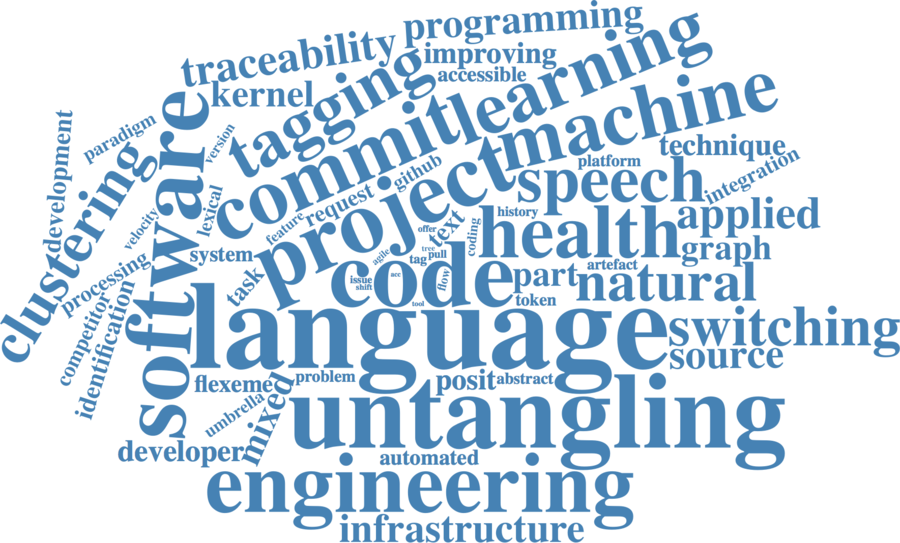 programming
traceability
improving
accessible
kernel
tagging
learning
commit
machine
project
software
version
paradigm
development
clustering
technique
platform
integration
speech
github
request
feature
lexical
velocity
text
history
applied
health
graph
coding
offer
tree
pull
tag
agile
system
processing
task
code
issue
shift
acc
flow
tool
part
artefact
natural
token
competitor
identification
language
switching
source
flexeme
problem
posit
abstract
umbrella
mixed
untangling
developer
automated
engineering
infrastructure